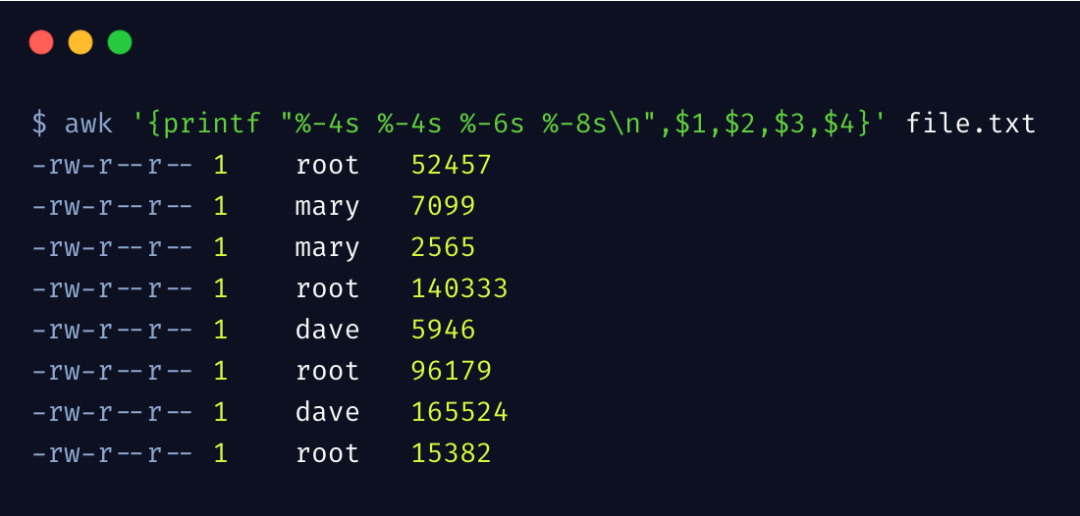 $ awk '{printf "%-4s %-4s %-6s %-8s\n",$1,$2,$3,$4}' file.txt
-rw-r--r-- 1    root   52457
-rw-r--r-- 1    mary   7099
-rw-r--r-- 1    mary   2565
-rw-r--r-- 1    root   140333
-rw-r--r-- 1    dave   5946
-rw-r--r-- 1    root   96179
-rw-r--r-- 1    dave   165524
-rw-r--r-- 1    root   15382